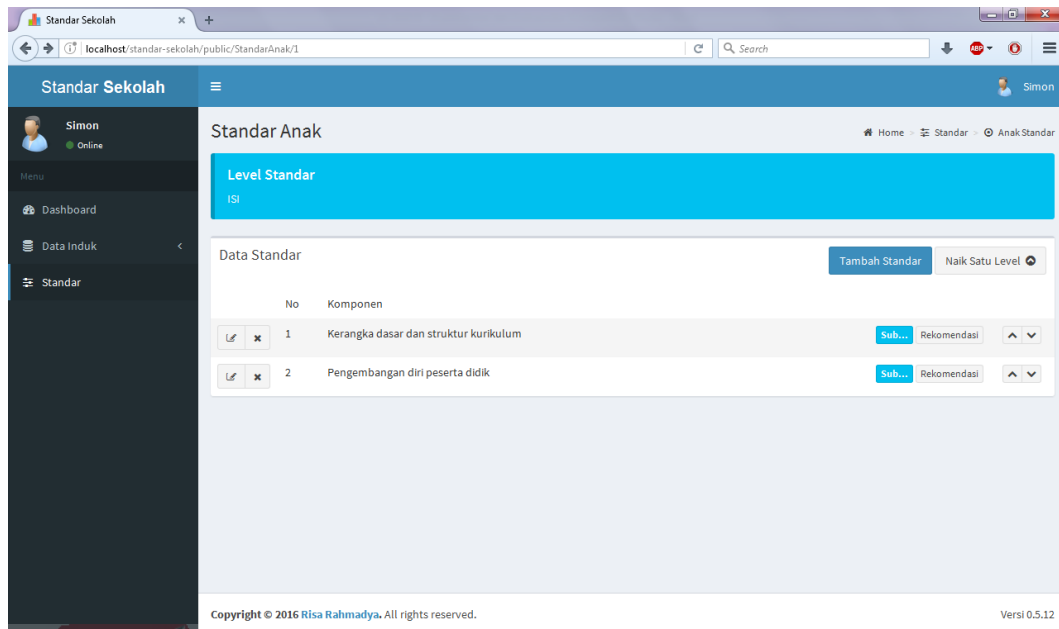 Standar Sekolah
localhost/standar-sekolah/public/StandarAnak/1
Search
ABP
Standar Sekolah
Simon
Simon
Online
Standar Anak
Home > Standar > Anak Standar
Menu
Level Standar
ISI
Dashboard
Data Induk
Standar
Data Standar
Tambah Standar
Naik Satu Level
No Komponen
1 Kerangka dasar dan struktur kurikulum Sub... Rekomendasi
2 Pengembangan diri peserta didik Sub... Rekomendasi
Copyright © 2016 Risa Rahmadya. All rights reserved.
Versi 0.5.12